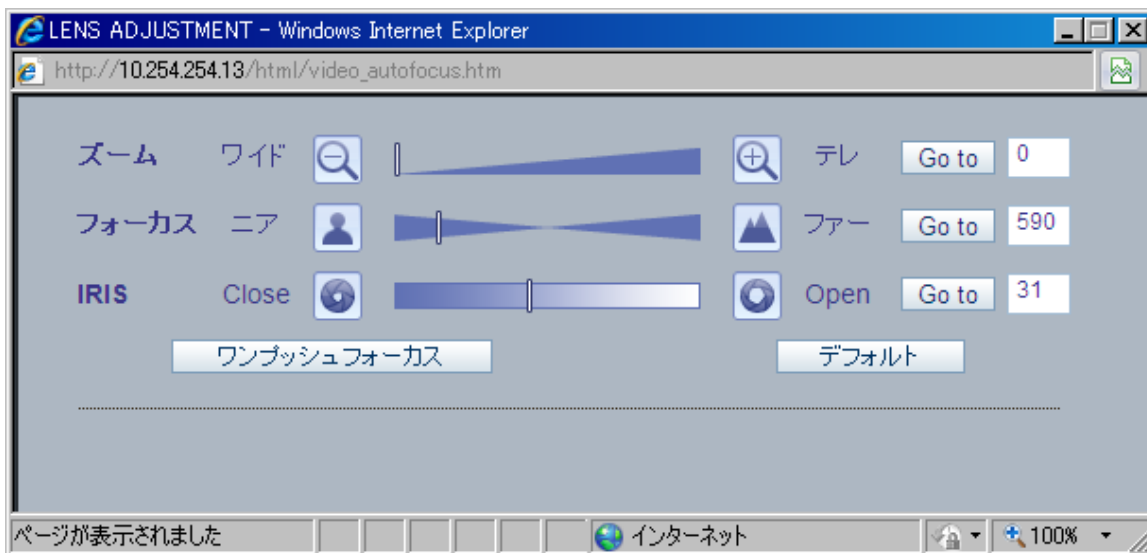 LENS ADJUSTMENT - Windows Internet Explorer
http://10.254.254.13/html/video_autofocus.htm
ズーム ワイド テレ Go to 0
フォーカス ニア ファー Go to 590
IRIS Close Open Go to 31
ワンプッシュフォーカス デフォルト
ページが表示されました インターネット 100%